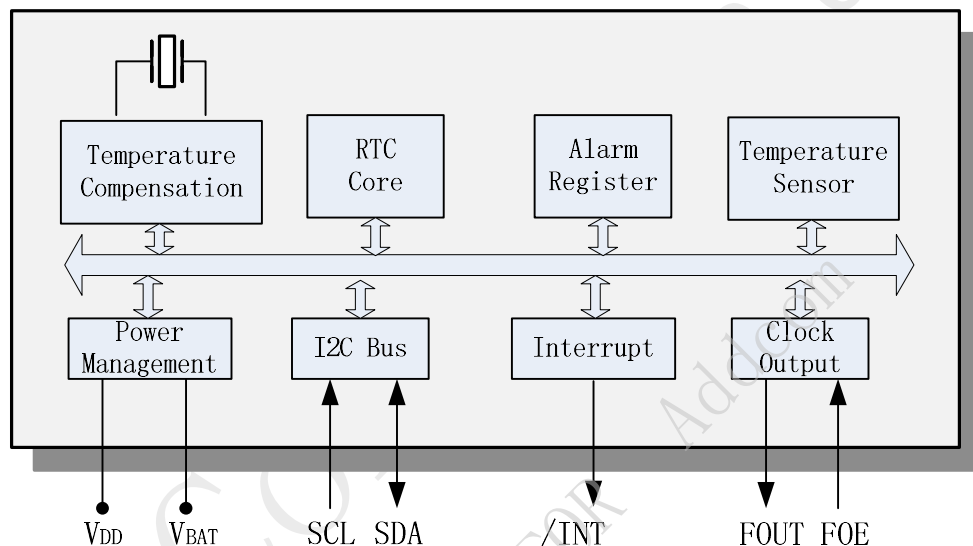 Temperature
Compensation
RTC
Core
Alarm
Register
Temperature
Sensor
Power
Management
I2C Bus
Interrupt
Clock
Output
VDD VBAT SCL SDA /INT FOUT FOE
Addcom